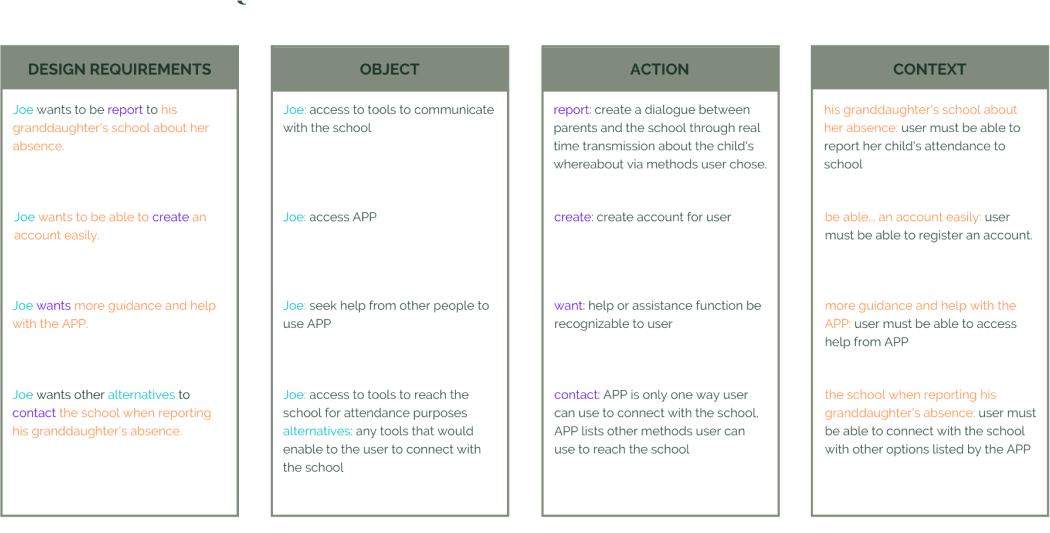 DESIGN REQUIREMENTS
Joe wants to be report to his
granddaughter's school about her
absence.
Joe wants to be able to create an
account easily.
Joe wants more guidance and help
with the APP.
Joe wants other alternatives to
contact the school when reporting
his granddaughter's absence.
OBJECT
Joe: access to tools to communicate
with the school
Joe: access APP
Joe: seek help from other people to
use APP
Joe: access to tools to reach the
school for attendance purposes
alternatives: any tools that would
enable to the user to connect with
the school
ACTION
report: create a dialogue between
parents and the school through real
time transmission about the child's
whereabout via methods user chose.
create: create account for user
want: help or assistance function be
recognizable to user
contact: APP is only one way user
can use to connect with the school,
APP lists other methods user can
use to reach the school
CONTEXT
his granddaughter's school about
her absence: user must be able to
report her child's attendance to
school
be able... an account easily: user
must be able to register an account.
more guidance and help with the
APP: user must be able to access
help from APP
the school when reporting his
granddaughter's absence: user must
be able to connect with the school
with other options listed by the APP